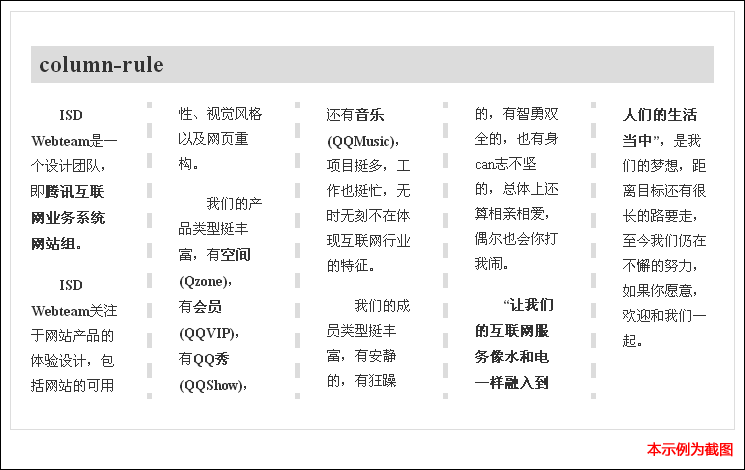 column-rule
ISD
Webteam是一
个设计团队，
即腾讯互联
网业务系统
网站组。
ISD
Webteam关注
于网站产品的
体验设计，包
括网站的可用
性、视觉风格
以及网页重
构。
我们的产
品类型挺丰
富，有空间
(Qzone)，
有会员
(QQVIP)，
有QQ秀
(QQShow)，
还有音乐
(QQMusic)，
项目挺多，工
作也挺忙，无
时无刻不在体
现互联网行业
的特征。
我们的成
员类型挺丰
富，有安静
的，有狂躁
的，有智勇双
全的，也有身
can志不坚
的，总体上还
算相亲相爱，
偶尔也会你打
我闹。
“让我们
的互联网服
务像水和电
一样融入到
人们的生活
当中”，是我
们的梦想，距
离目标还有很
长的路要走，
至今我们仍在
不懈的努力，
如果你愿意，
欢迎和我们一
起。
本示例为截图